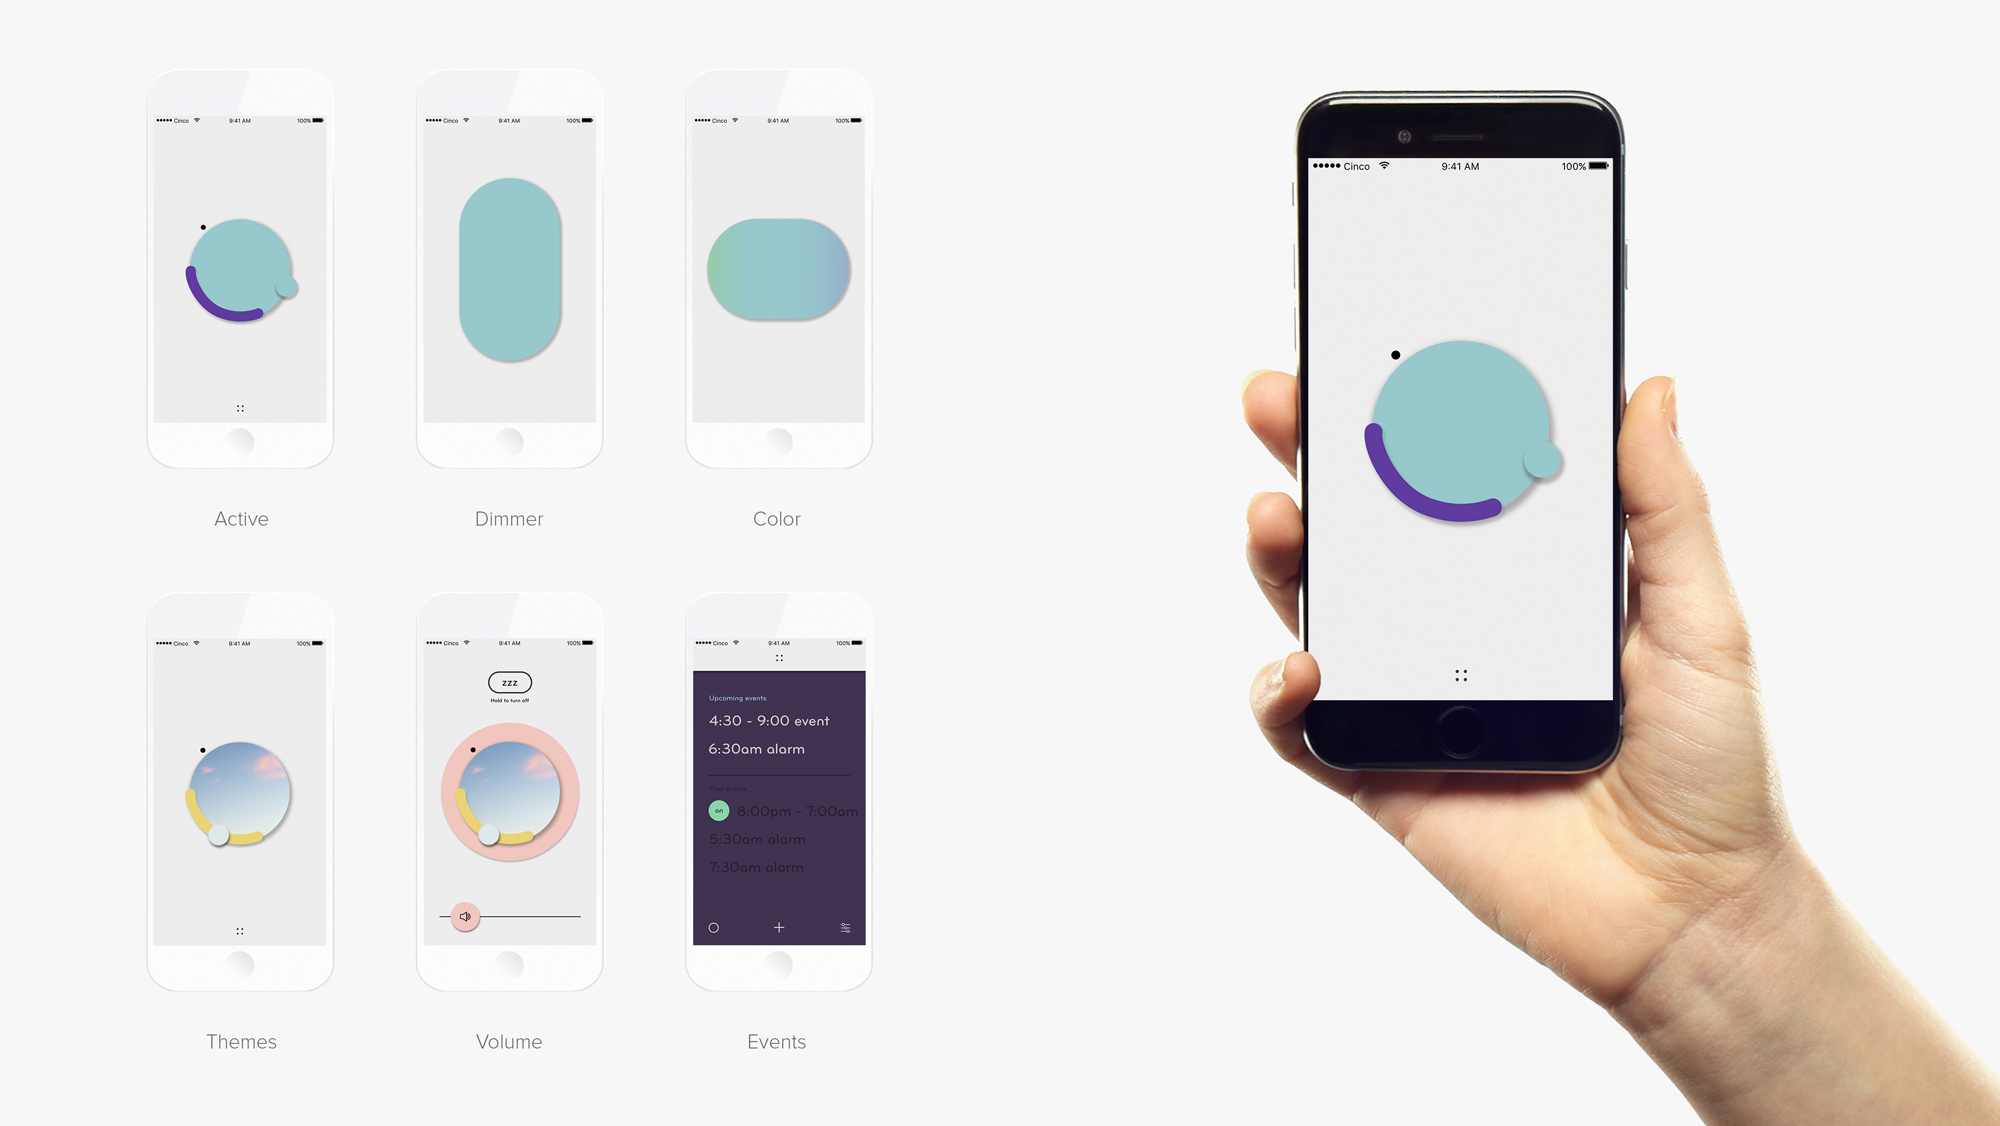 Cinco 9:41 AM 100%
Cinco 9:41 AM 100%
Cinco 9:41 AM 100%
Active
Dimmer
Color
Cinco 9:41 AM 100%
Cinco 9:41 AM 100%
zzz
Hold to turn off
Cinco 9:41 AM 100%
Upcoming events
4:30 - 9:00 event
6:30am alarm
Past events
on 8:00pm - 7:00am
5:30am alarm
7:30am alarm
Themes
Volume
Events
Cinco 9:41 AM 100%